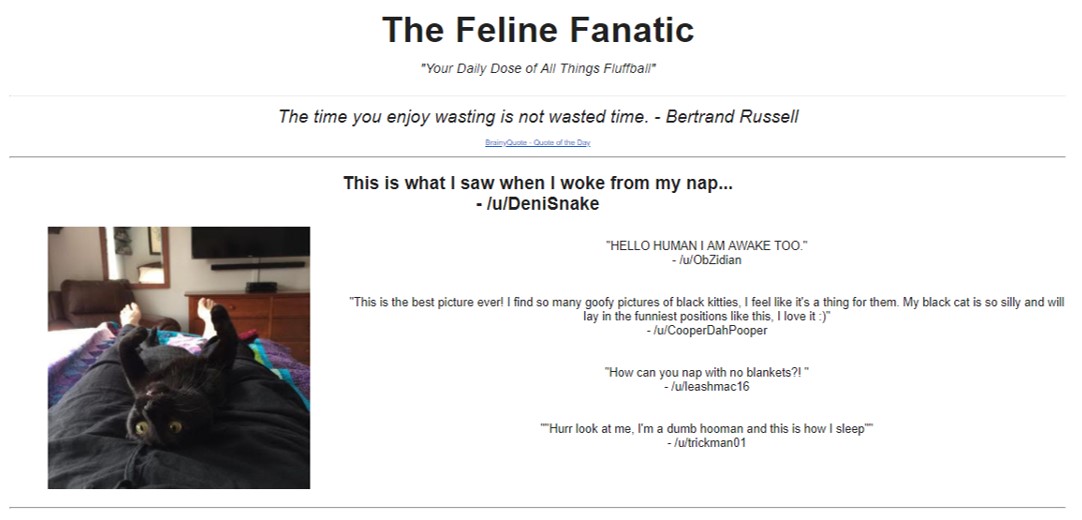 The Feline Fanatic
"Your Daily Dose of All Things Fluffball"
The time you enjoy wasting is not wasted time. - Bertrand Russell
BrainyQuote - Quote of the Day
This is what I saw when I woke from my nap...
- /u/DeniSnake
"HELLO HUMAN I AM AWAKE TOO."
- /u/ObZidian
"This is the best picture ever! I find so many goofy pictures of black kitties, I feel like it's a thing for them. My black cat is so silly and will
lay in the funniest positions like this, I love it :)"
- /u/CooperDahPooper
"How can you nap with no blankets?! "
- /u/leashmac16
""Hurr look at me, I'm a dumb hooman and this is how I sleep""
- /u/trickman01